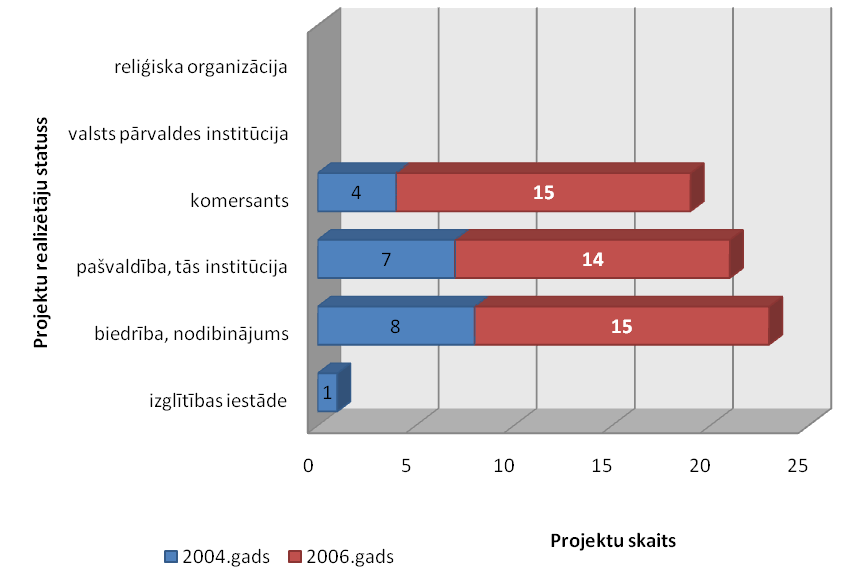 Projektu realizētāju statuss
reliģiska organizācija
valsts pārvaldes institūcija
komersants
4
15
pašvaldība, tās institūcija
7
14
biedrība, nodibinājums
8
15
izglītības iestāde
1
0 5 10 15 20 25
Projektu skaits
2004.gads 2006.gads